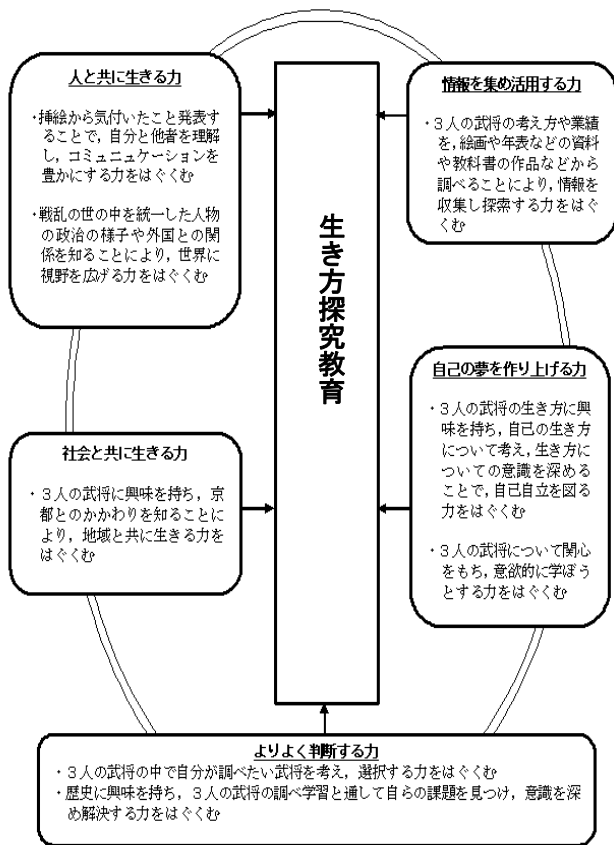 人と共に生きる力
・挿絵から気付いたこと発表す
ることで，自分と他者を理解
し，コミュニュケーションを
豊かにする力をはぐくむ
・戦乱の世の中を統一した人物
の政治の様子や外国との関
係を知ることにより，世界に
視野を広げる力をはぐくむ
社会と共に生きる力
・３人の武将に興味を持ち，京
都とのかかわりを知ることに
より，地域と共に生きる力を
はぐくむ
生き方探究教育
情報を集め活用する力
・３人の武将の考え方や業績
を，絵画や年表などの資料
や教科書の作品などから
調べることにより，情報を
収集し探索する力をはぐ
くむ
自己の夢を作り上げる力
・３人の武将の生き方に興
味を持ち，自己の生き方
について考え，生き方に
ついての意識を深める
ことで，自己自立を図る
力をはぐくむ
・３人の武将について関心
をもち，意欲的に学ぼう
とする力をはぐくむ
よりよく判断する力
・３人の武将の中で自分が調べたい武将を考え，選択する力をはぐくむ
・歴史に興味を持ち，３人の武将の調べ学習と通して自らの課題を見つけ，意識を深
め解決する力をはぐくむ